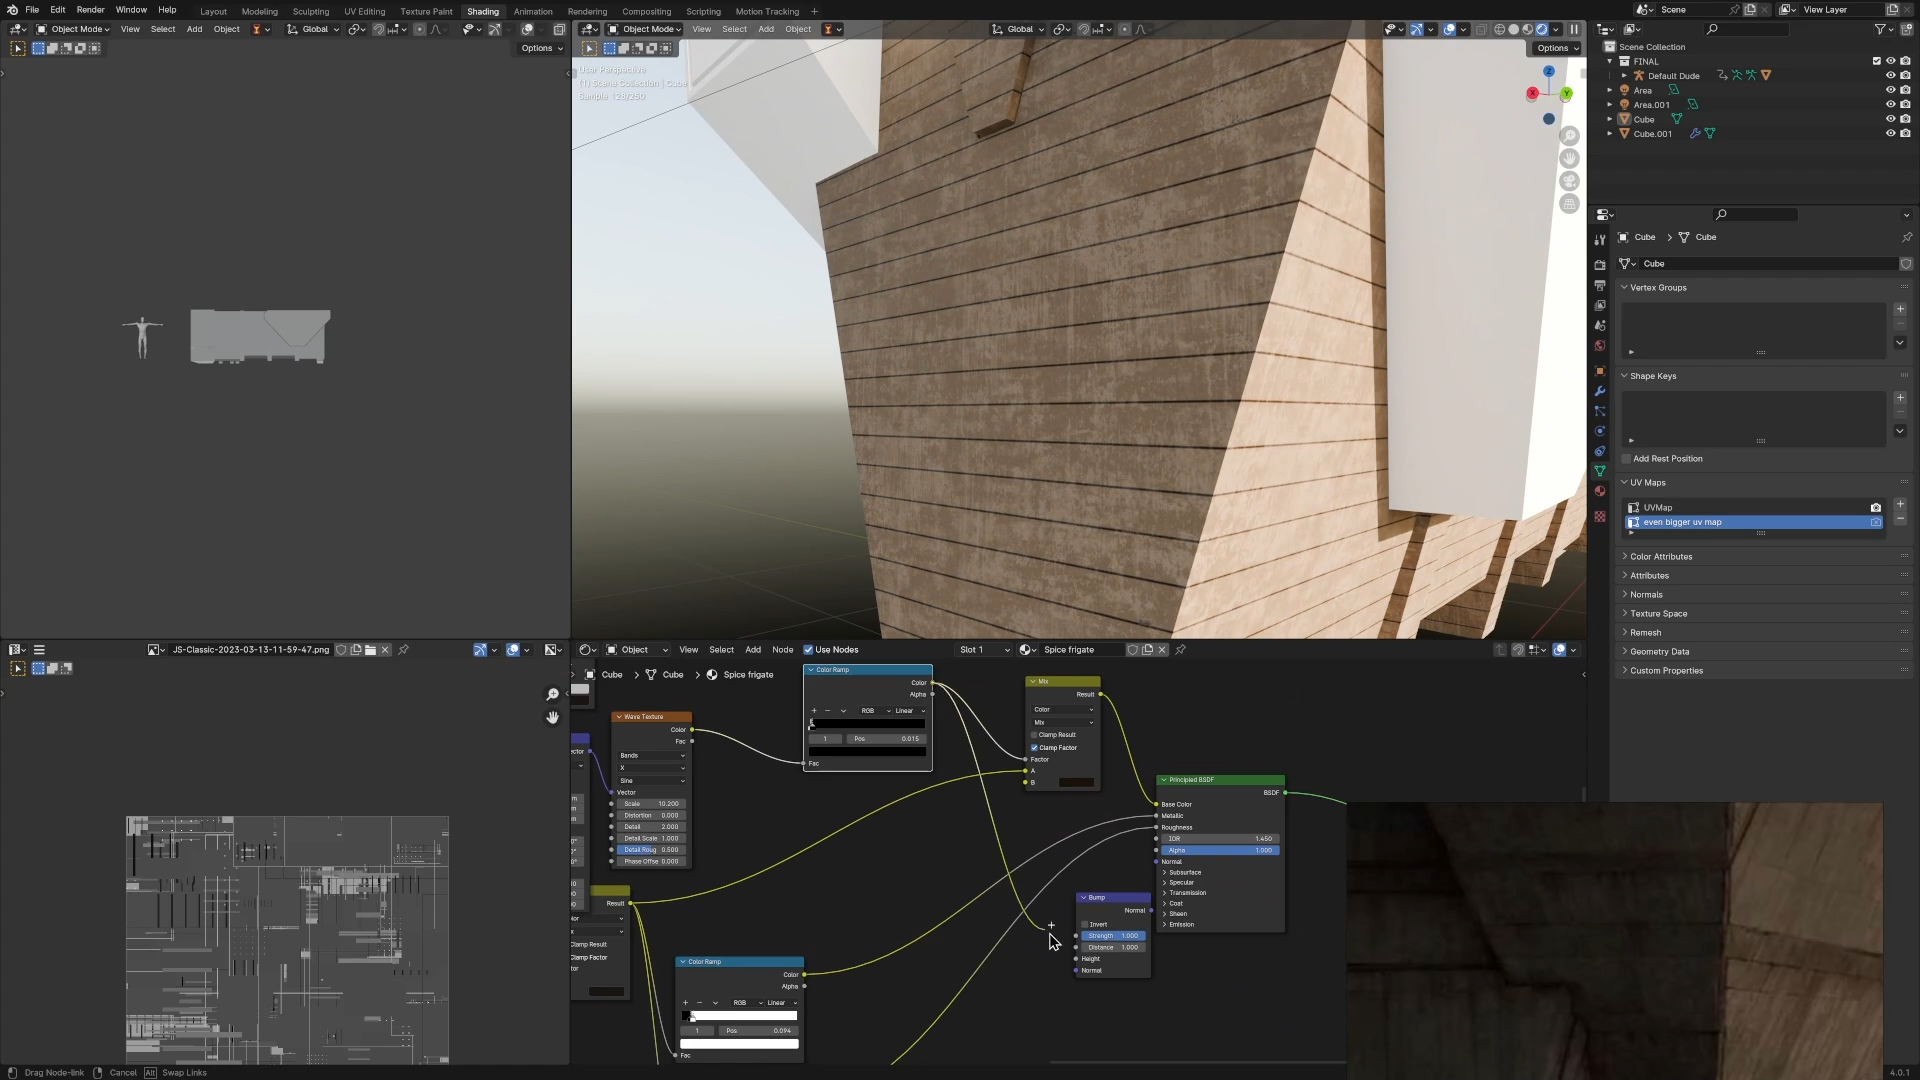 File Edit Render Window Help Layout Modeling Sculpting UV Editing Texture Paint Shading Animation Rendering Compositing Scripting Motion Tracking +
Scene
View Layer
Object Mode View Select Add Object Global
Options
Object Mode View Select Add Object Global
Options
User Perspective
(1) Scene Collection | Cube
Sample 128/250
Z
X
Y
Scene Collection
FINAL
Default Dude
Area
Area.001
Cube
Cube.001
Cube > Cube
Cube
Vertex Groups
Shape Keys
Add Rest Position
UV Maps
UVMap
even bigger uv map
Color Attributes
Attributes
Normals
Texture Space
Remesh
Geometry Data
Custom Properties
JS-Classic-2023-03-13-11-59-47.png
Object View Select Add Node Use Nodes Slot 1 Spice frigate
Cube > Cube > Spice frigate
Wave Texture
Color
Fac
Bands
X
Sine
Vector
Scale 10.200
Distortion 0.000
Detail 2.000
Detail Scale 1.000
Detail Roug 0.500
Phase Offse 0.000
Color Ramp
Color
Alpha
RGB Linear
1 Pos 0.015
Fac
Mix
Result
Color
Mix
Clamp Result
Clamp Factor
Factor
A
B
Principled BSDF
BSDF
Base Color
Metallic
Roughness
IOR 1.450
Alpha 1.000
Normal
Subsurface
Specular
Transmission
Coat
Sheen
Emission
Bump
Normal
Invert
Strength 1.000
Distance 1.000
Height
Normal
Result
Clamp Result
Clamp Factor
Color Ramp
Color
Alpha
RGB Linear
1 Pos 0.094
Fac
Drag Node-link Cancel Alt Swap Links
4.0.1